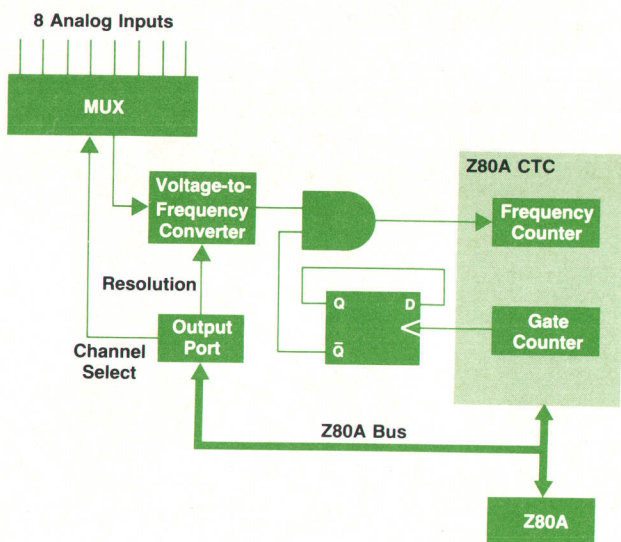 8 Analog Inputs
MUX
Z80A CTC
Voltage-to-
Frequency
Converter
Frequency
Counter
Resolution
Q
D
Q̅
Gate
Counter
Output
Port
Channel
Select
Z80A Bus
Z80A